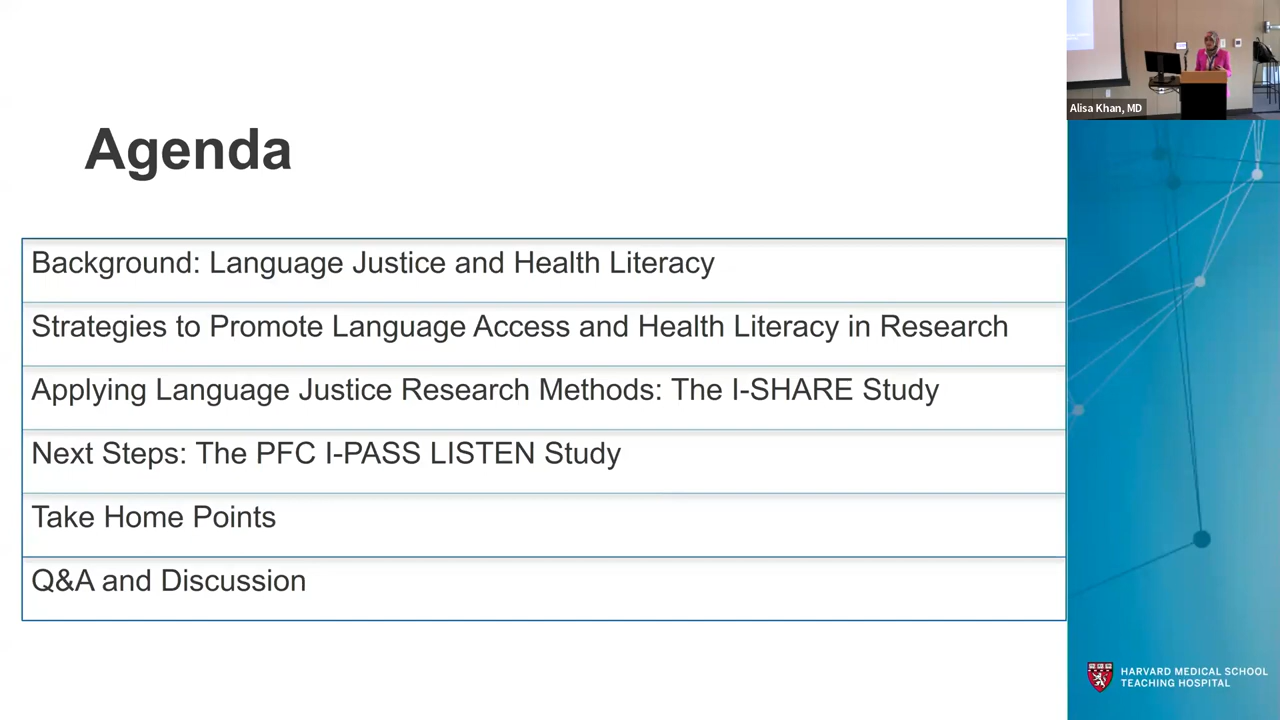 Agenda
Background: Language Justice and Health Literacy
Strategies to Promote Language Access and Health Literacy in Research
Applying Language Justice Research Methods: The I-SHARE Study
Next Steps: The PFC I-PASS LISTEN Study
Take Home Points
Q&A and Discussion
Alisa Khan, MD
HARVARD MEDICAL SCHOOL
TEACHING HOSPITAL